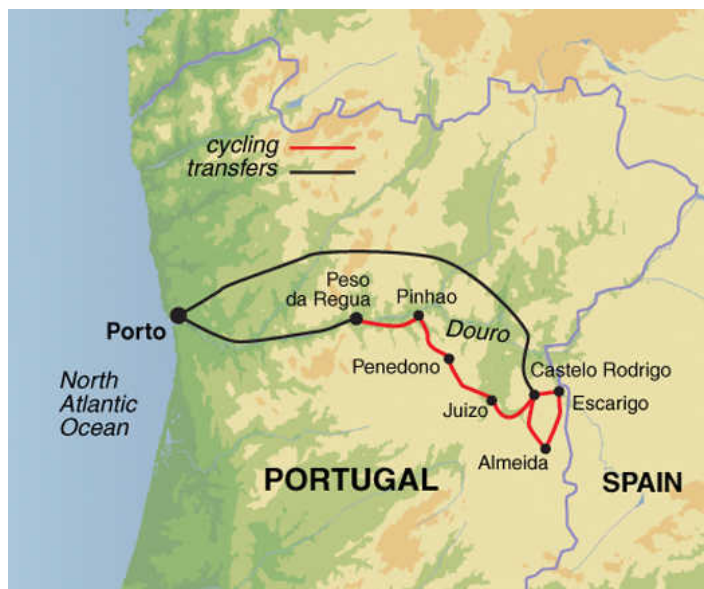 cycling
transfers
Peso
da Regua
Pinhao
Porto
Douro
Penedono
Castelo Rodrigo
North
Atlantic
Ocean
Juizo
Escarigo
Almeida
PORTUGAL
SPAIN